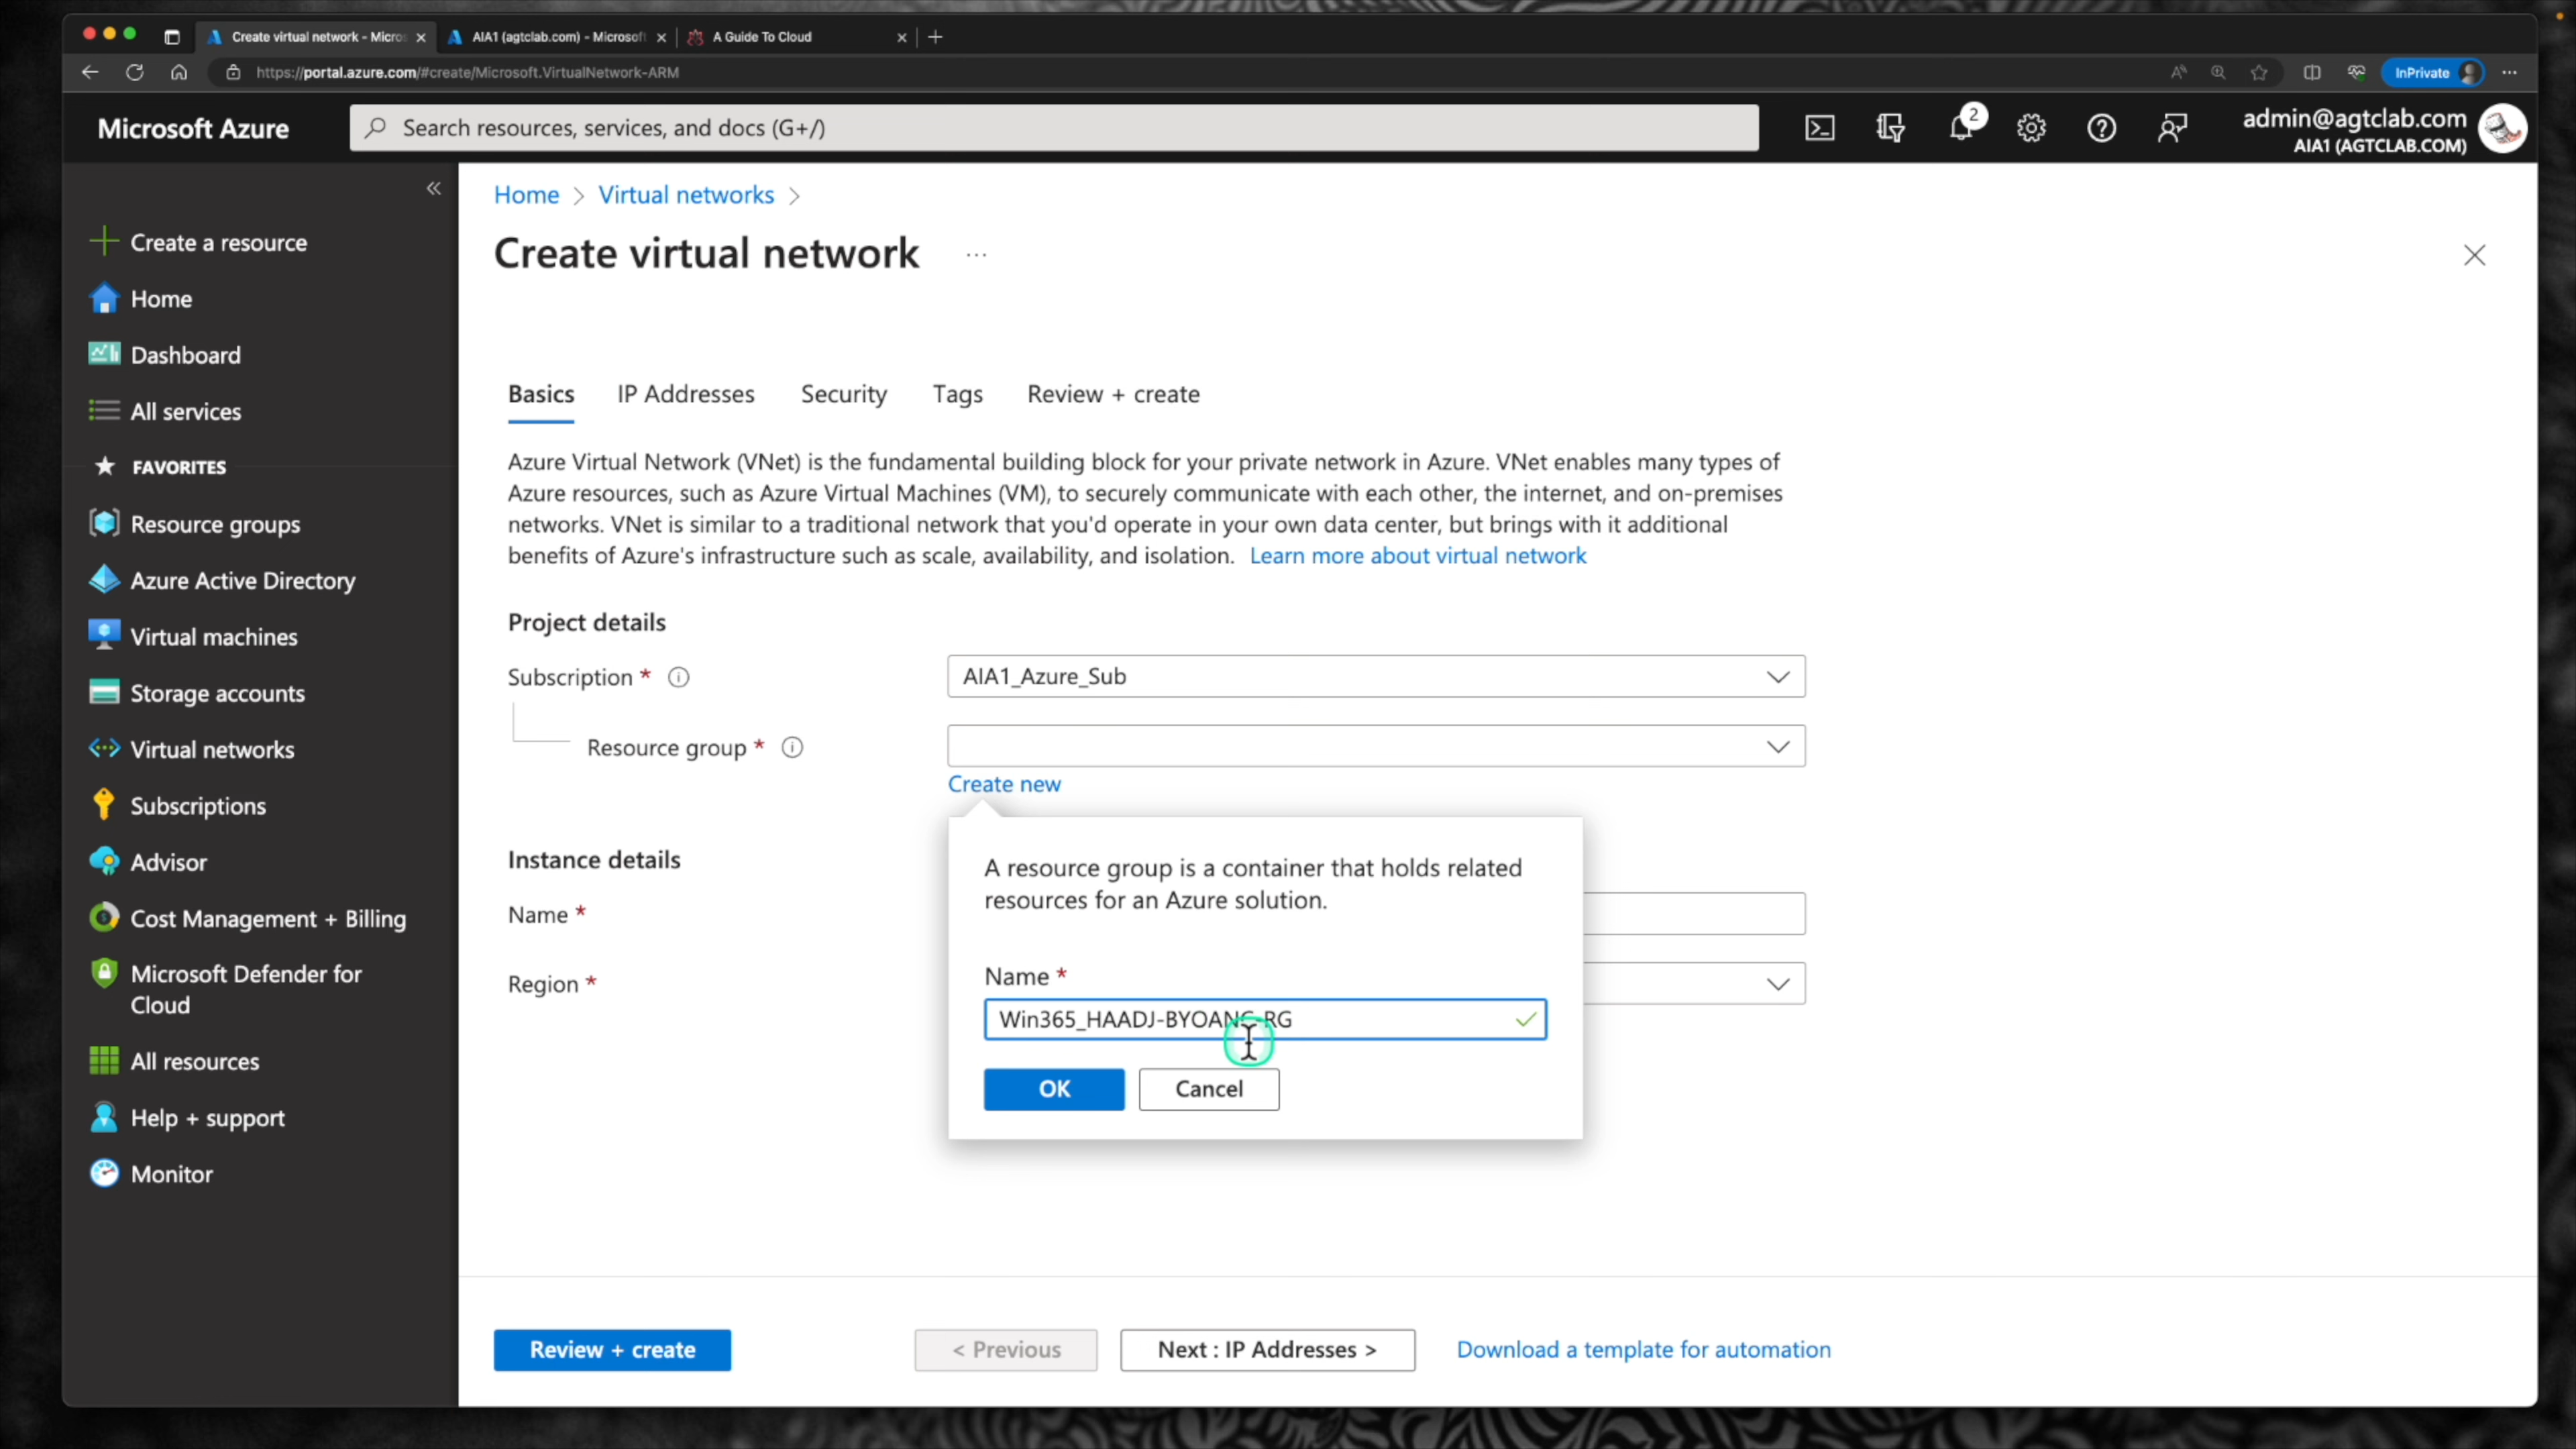 Create virtual network - Micro
AIA1 (agtclab.com) - Microsoft
A Guide To Cloud
https://portal.azure.com/#create/Microsoft.VirtualNetwork-ARM
InPrivate
Microsoft Azure
Search resources, services, and docs (G+/)
2
admin@agtclab.com
AIA1 (AGTCLAB.COM)
Create a resource
Home
Dashboard
All services
FAVORITES
Resource groups
Azure Active Directory
Virtual machines
Storage accounts
Virtual networks
Subscriptions
Advisor
Cost Management + Billing
Microsoft Defender for
Cloud
All resources
Help + support
Monitor
Home > Virtual networks >
Create virtual network ...
Basics IP Addresses Security Tags Review + create
Azure Virtual Network (VNet) is the fundamental building block for your private network in Azure. VNet enables many types of
Azure resources, such as Azure Virtual Machines (VM), to securely communicate with each other, the internet, and on-premises
networks. VNet is similar to a traditional network that you'd operate in your own data center, but brings with it additional
benefits of Azure's infrastructure such as scale, availability, and isolation. Learn more about virtual network
Project details
Subscription *
AIA1_Azure_Sub
Resource group *
Create new
A resource group is a container that holds related
resources for an Azure solution.
Name *
Win365_HAADJ-BYOANC-RG
OK
Cancel
Instance details
Name *
Region *
Review + create
< Previous
Next : IP Addresses >
Download a template for automation